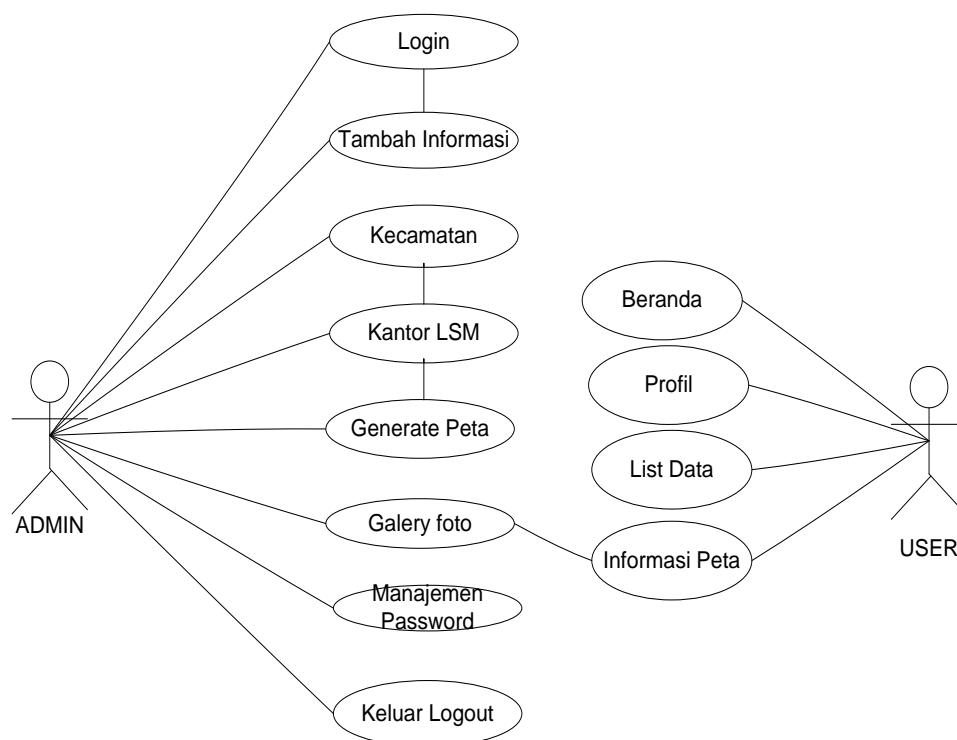 Login
Tambah Informasi
Kecamatan
Kantor LSM
Generate Peta
Galery foto
Manajemen
Password
Keluar Logout
ADMIN
Beranda
Profil
List Data
Informasi Peta
USER